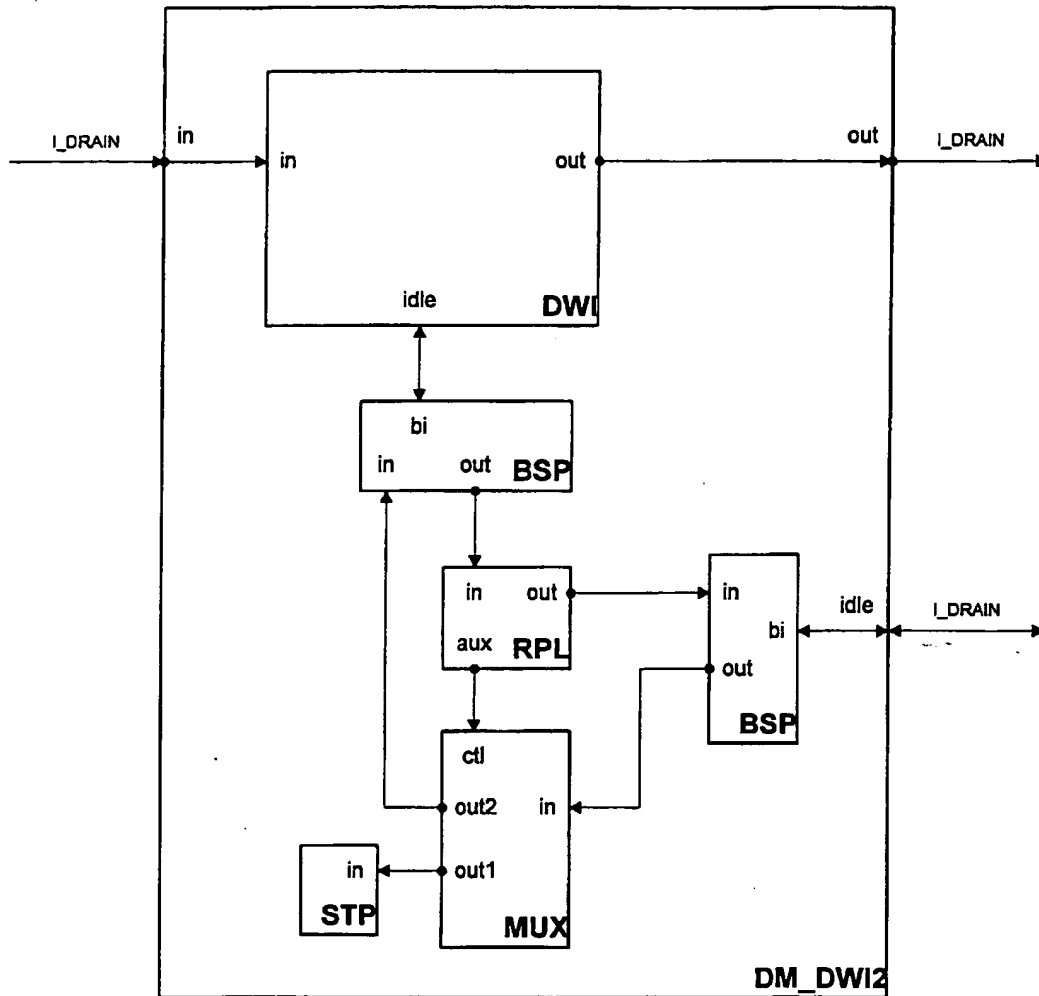 I_DRAIN in out I_DRAIN
in out
idle DWI
bi
in out BSP
in out in idle I_DRAIN
bi
aux RPL out
BSP
ctl
out2 in
in out1
STP MUX
DM_DWI2